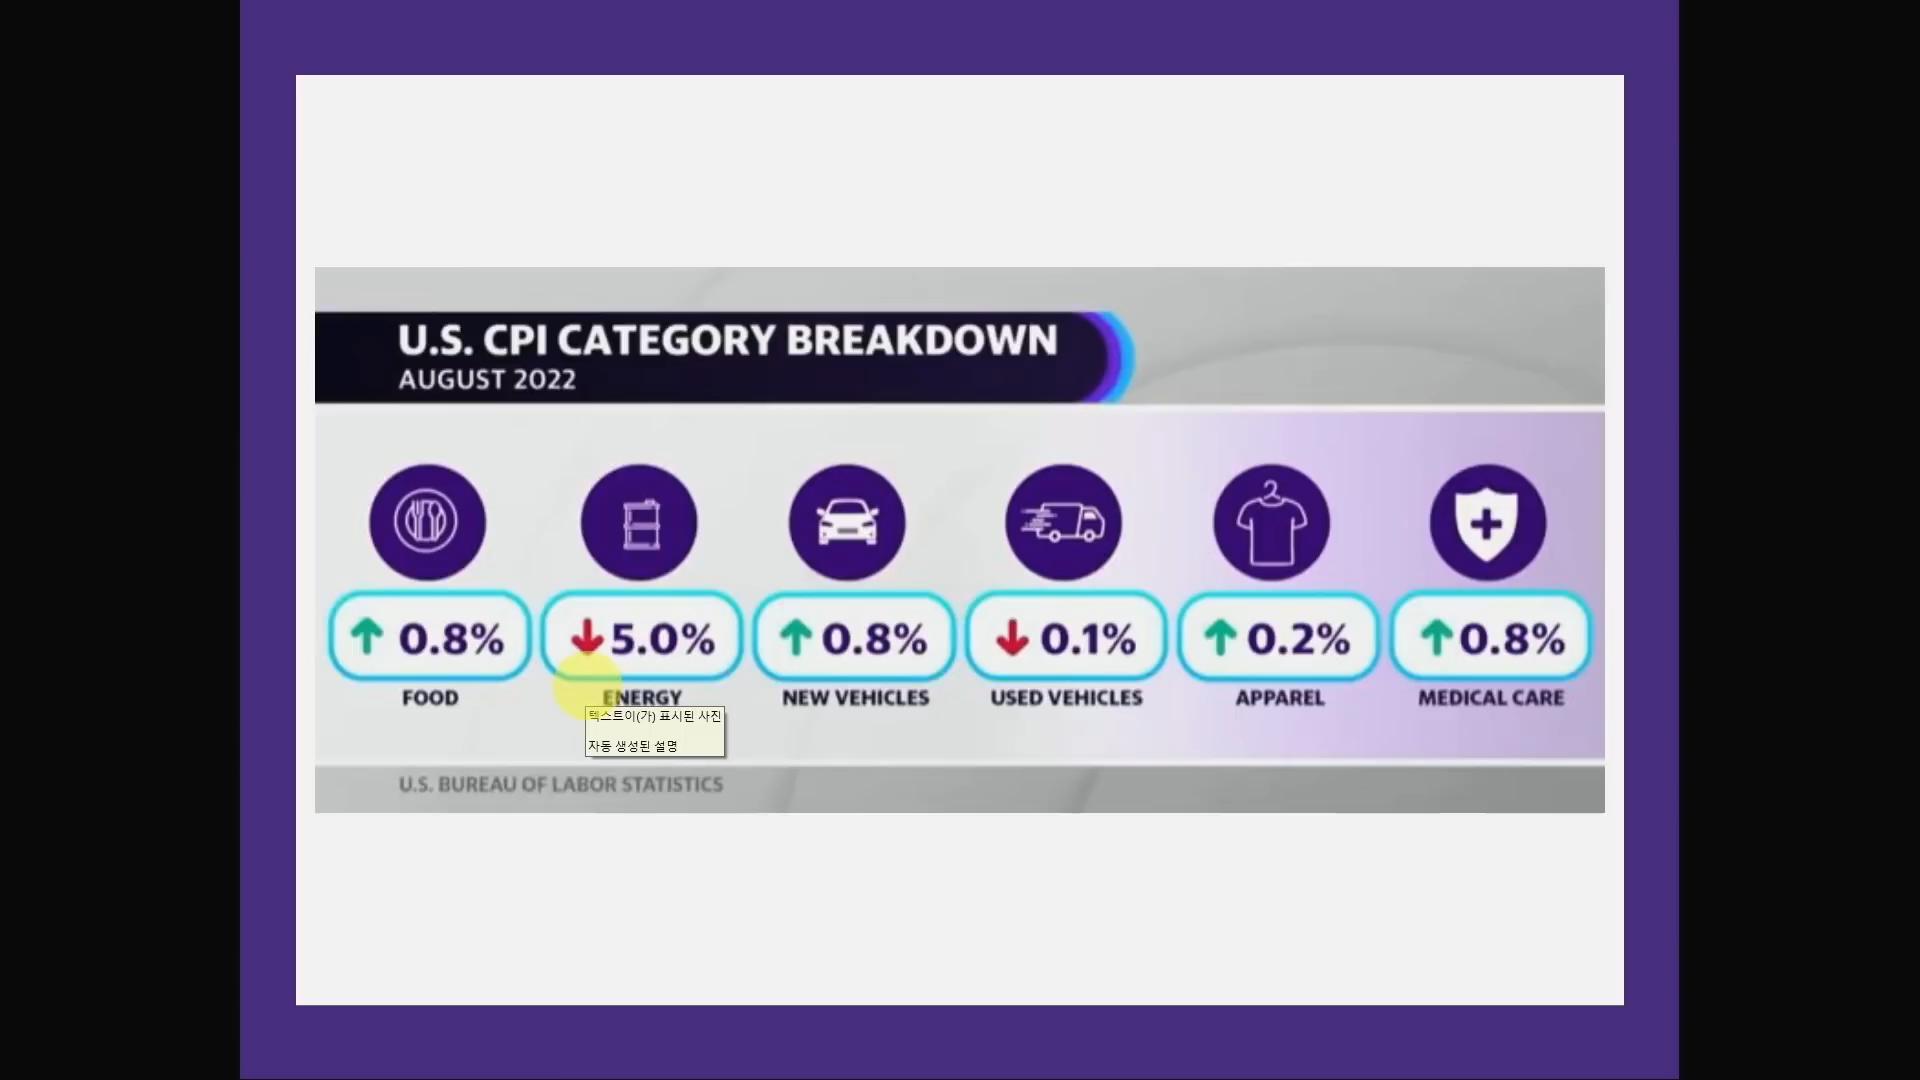 U.S. CPI CATEGORY BREAKDOWN
AUGUST 2022
0.8%
5.0%
0.8%
0.1%
0.2%
0.8%
FOOD
ENERGY
NEW VEHICLES
USED VEHICLES
APPAREL
MEDICAL CARE
텍스트이(가) 표시된 사진
자동 생성된 설명
U.S. BUREAU OF LABOR STATISTICS